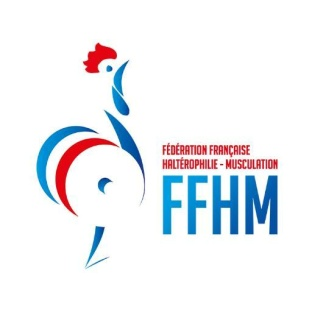 FÉDÉRATION FRANÇAISE
HALTÉROPHILIE - MUSCULATION
FFHM